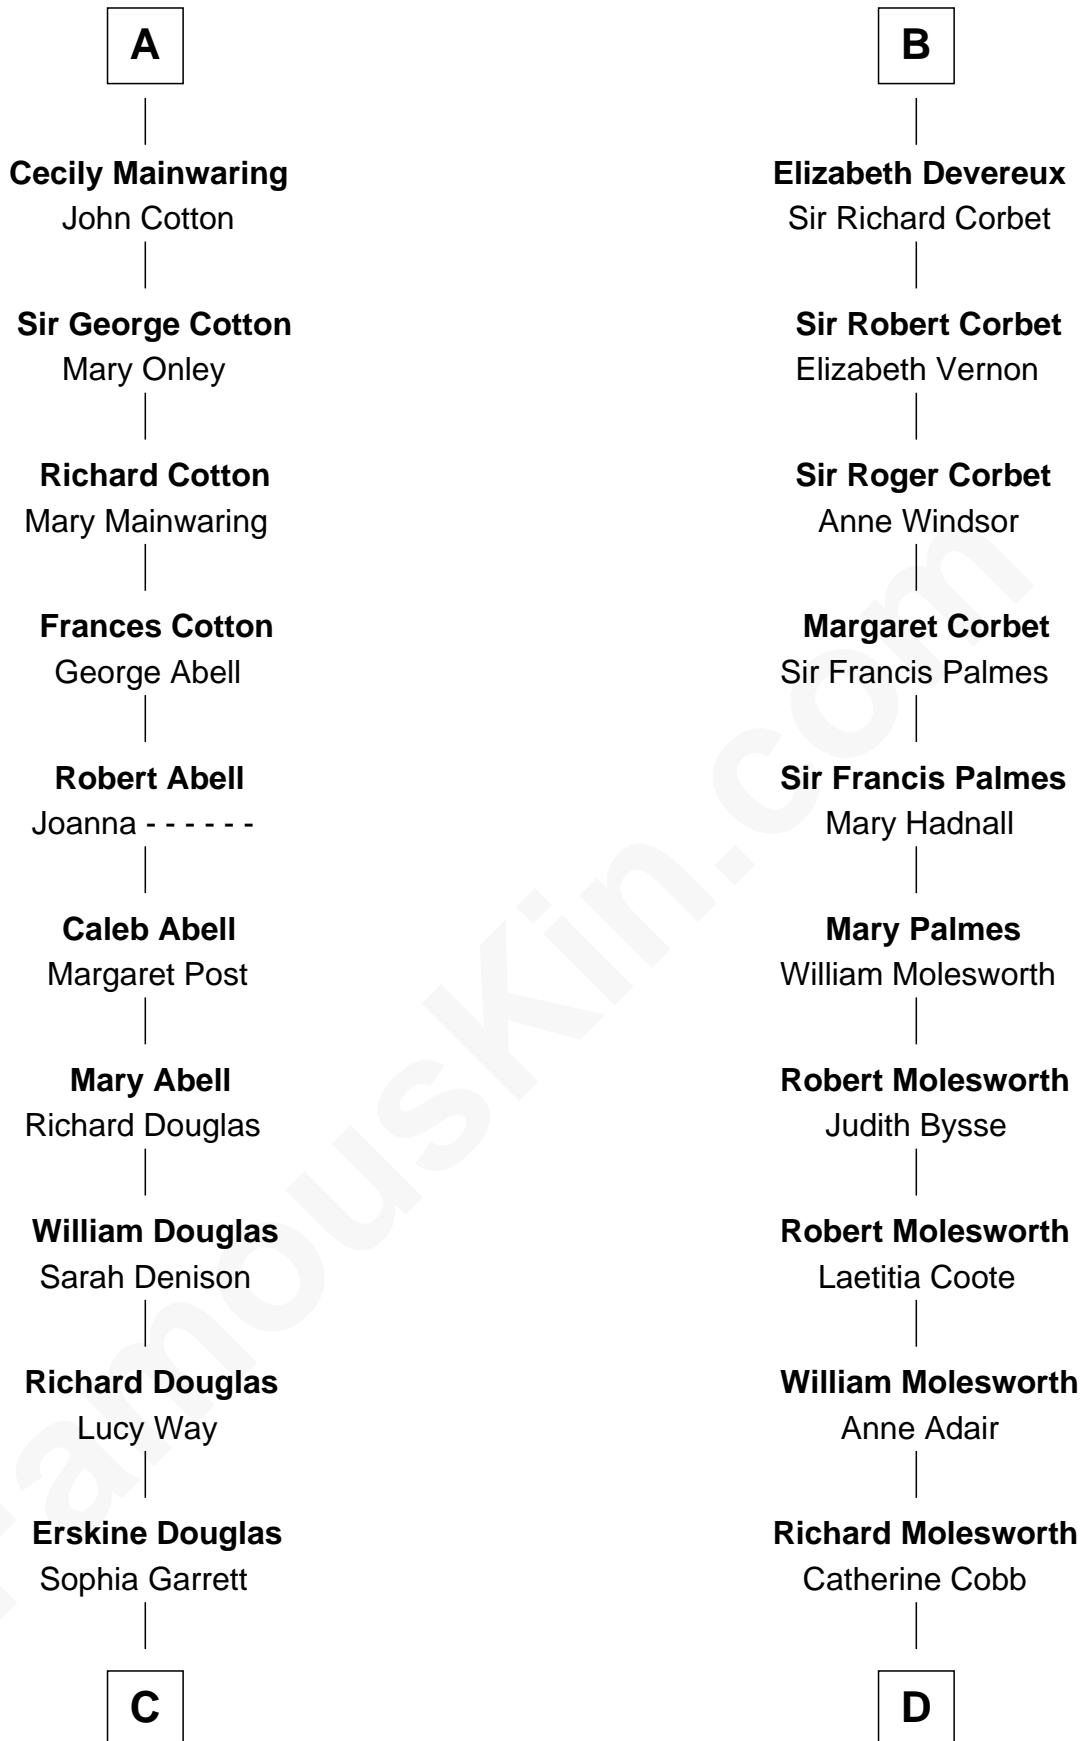 A
Cecily Mainwaring
John Cotton
Sir George Cotton
Mary Onley
Richard Cotton
Mary Mainwaring
Frances Cotton
George Abell
Robert Abell
Joanna - - - - - -
Caleb Abell
Margaret Post
Mary Abell
Richard Douglas
William Douglas
Sarah Denison
Richard Douglas
Lucy Way
Erskine Douglas
Sophia Garrett
C
B
Elizabeth Devereux
Sir Richard Corbet
Sir Robert Corbet
Elizabeth Vernon
Sir Roger Corbet
Anne Windsor
Margaret Corbet
Sir Francis Palmes
Sir Francis Palmes
Mary Hadnall
Mary Palmes
William Molesworth
Robert Molesworth
Judith Bysse
Robert Molesworth
Laetitia Coote
William Molesworth
Anne Adair
Richard Molesworth
Catherine Cobb
D
FamousKin.com